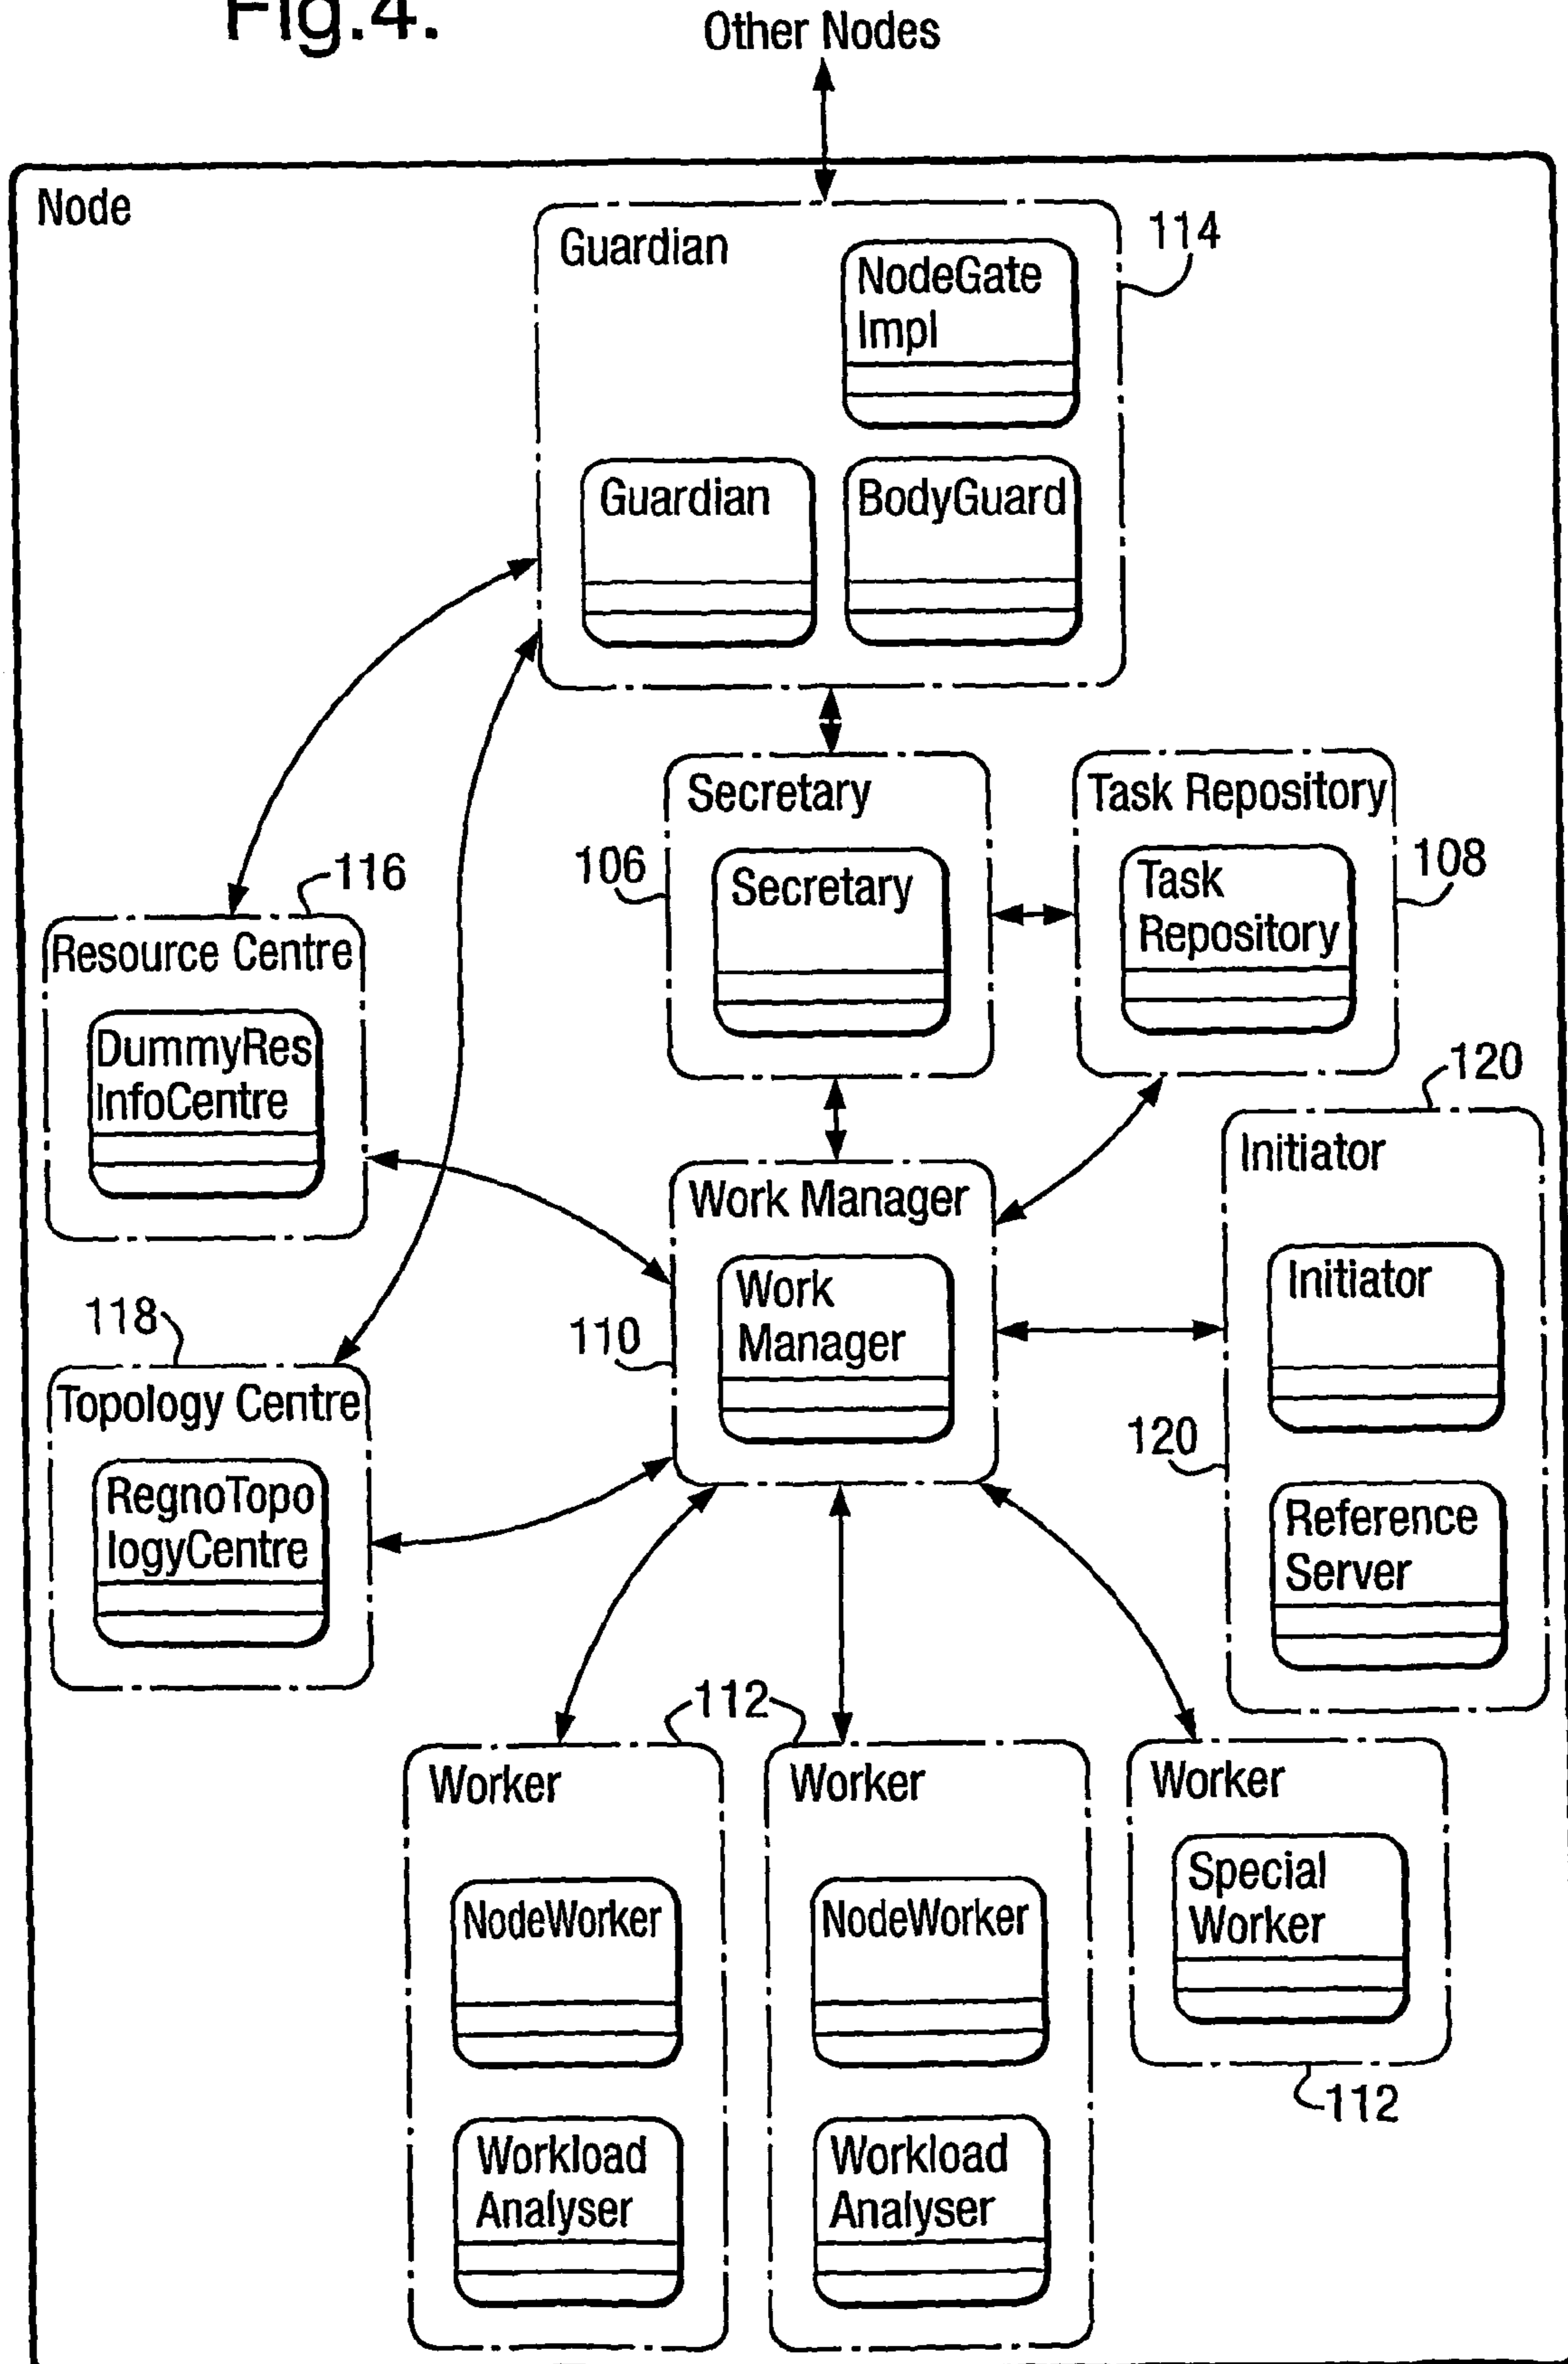 Fig.4.
Other Nodes
Node
Guardian
114
NodeGate
Impl
Guardian
BodyGuard
Secretary
Task Repository
106
Secretary
Task
Repository
108
116
Resource Centre
DummyRes
InfoCentre
120
Initiator
Work Manager
Work
Manager
Initiator
118
110
Topology Centre
RegnoTopo
logyCentre
120
Reference
Server
112
Worker
Worker
Worker
NodeWorker
NodeWorker
Special
Worker
112
Workload
Analyser
Workload
Analyser